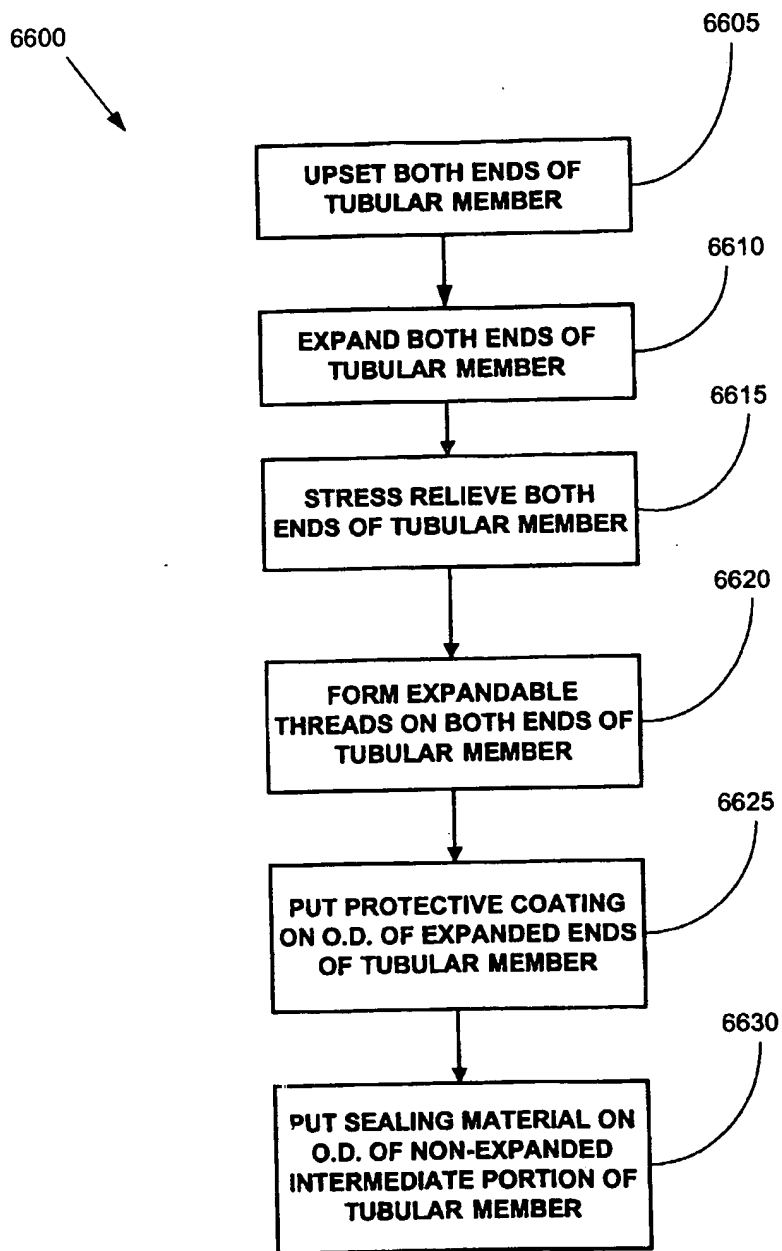 6600
6605
UPSET BOTH ENDS OF
TUBULAR MEMBER
6610
EXPAND BOTH ENDS OF
TUBULAR MEMBER
6615
STRESS RELIEVE BOTH
ENDS OF TUBULAR MEMBER
6620
FORM EXPANDABLE
THREADS ON BOTH ENDS OF
TUBULAR MEMBER
6625
PUT PROTECTIVE COATING
ON O.D. OF EXPANDED ENDS
OF TUBULAR MEMBER
6630
PUT SEALING MATERIAL ON
O.D. OF NON-EXPANDED
INTERMEDIATE PORTION OF
TUBULAR MEMBER